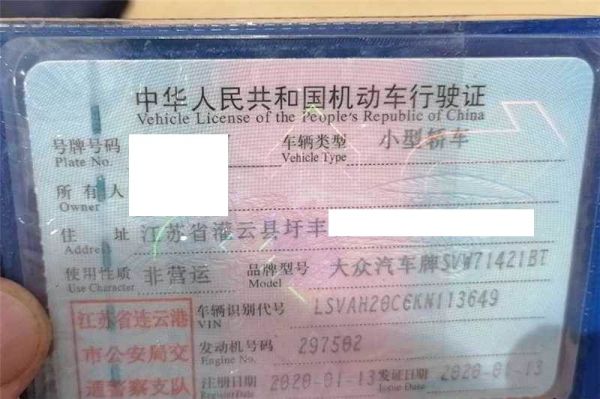 中华人民共和国机动车行驶证
Vehicle License of the People's Republic of China
号牌号码 车辆类型 小型轿车
Plate No. Vehicle Type
所有人
Owner
住址 江苏省灌云县圩丰
Address
使用性质 非营运 品牌型号 大众汽车牌SVW71421BT
Use Character Model
江苏省连云港 车辆识别代号 LSVAH20C6KN113649
VIN
市公安局交 发动机号码 297502
Engine No.
通警察支队 注册日期 2020-01-13 发证日期 2020-01-13
Register Date Issue Date